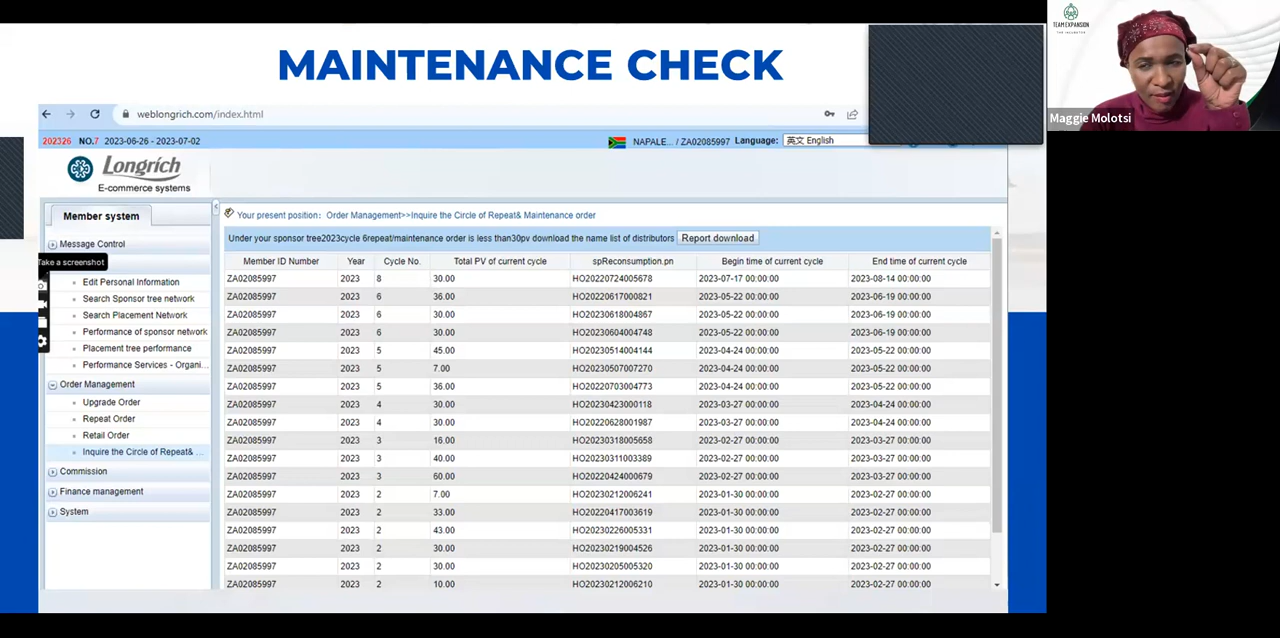 MAINTENANCE CHECK
TEAM EXPANSION
THE INCUBATOR
Maggie Molotsi
weblongrich.com/index.html
202326 NO.7 2023-06-26 - 2023-07-02
NAPALE... / ZA02085997 Language: 英文 English
Longrich
E-commerce systems
Member system
Message Control
Take a screenshot
Edit Personal Information
Search Sponsor tree network
Search Placement Network
Performance of sponsor network
Placement tree performance
Performance Services - Organi...
Order Management
Upgrade Order
Repeat Order
Retail Order
Inquire the Circle of Repeat& ...
Commission
Finance management
System
Your present position: Order Management>>Inquire the Circle of Repeat& Maintenance order
Under your sponsor tree2023cycle 6repeat/maintenance order is less than30pv download the name list of distributors Report download
Member ID Number Year Cycle No. Total PV of current cycle spReconsumption.pn Begin time of current cycle End time of current cycle
ZA02085997 2023 8 30.00 HO20220724005678 2023-07-17 00:00:00 2023-08-14 00:00:00
ZA02085997 2023 6 36.00 HO20220617000821 2023-05-22 00:00:00 2023-06-19 00:00:00
ZA02085997 2023 6 30.00 HO20230618004867 2023-05-22 00:00:00 2023-06-19 00:00:00
ZA02085997 2023 6 30.00 HO20230604004748 2023-05-22 00:00:00 2023-06-19 00:00:00
ZA02085997 2023 5 45.00 HO20230514004144 2023-04-24 00:00:00 2023-05-22 00:00:00
ZA02085997 2023 5 7.00 HO20230507007270 2023-04-24 00:00:00 2023-05-22 00:00:00
ZA02085997 2023 5 36.00 HO20220703004773 2023-04-24 00:00:00 2023-05-22 00:00:00
ZA02085997 2023 4 30.00 HO20230423000118 2023-03-27 00:00:00 2023-04-24 00:00:00
ZA02085997 2023 4 30.00 HO20220628001987 2023-03-27 00:00:00 2023-04-24 00:00:00
ZA02085997 2023 3 16.00 HO20230318005658 2023-02-27 00:00:00 2023-03-27 00:00:00
ZA02085997 2023 3 40.00 HO20230311003389 2023-02-27 00:00:00 2023-03-27 00:00:00
ZA02085997 2023 3 60.00 HO20220424000679 2023-02-27 00:00:00 2023-03-27 00:00:00
ZA02085997 2023 2 7.00 HO20230212006241 2023-01-30 00:00:00 2023-02-27 00:00:00
ZA02085997 2023 2 33.00 HO20220417003619 2023-01-30 00:00:00 2023-02-27 00:00:00
ZA02085997 2023 2 43.00 HO20230226005331 2023-01-30 00:00:00 2023-02-27 00:00:00
ZA02085997 2023 2 30.00 HO20230219004526 2023-01-30 00:00:00 2023-02-27 00:00:00
ZA02085997 2023 2 30.00 HO20230205005320 2023-01-30 00:00:00 2023-02-27 00:00:00
ZA02085997 2023 2 10.00 HO20230212006210 2023-01-30 00:00:00 2023-02-27 00:00:00